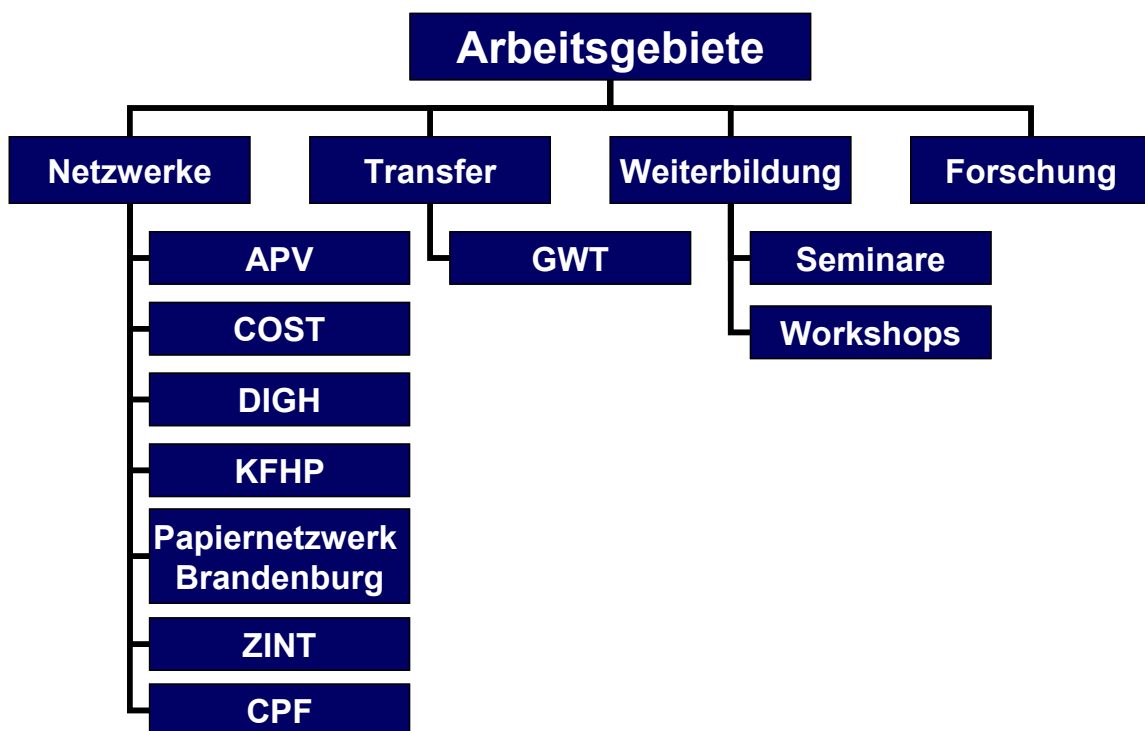 Arbeitsgebiete
Netzwerke
Transfer
Weiterbildung
Forschung
APV
GWT
Seminare
COST
Workshops
DIGH
KFHP
Papiernetzwerk
Brandenburg
ZINT
CPF